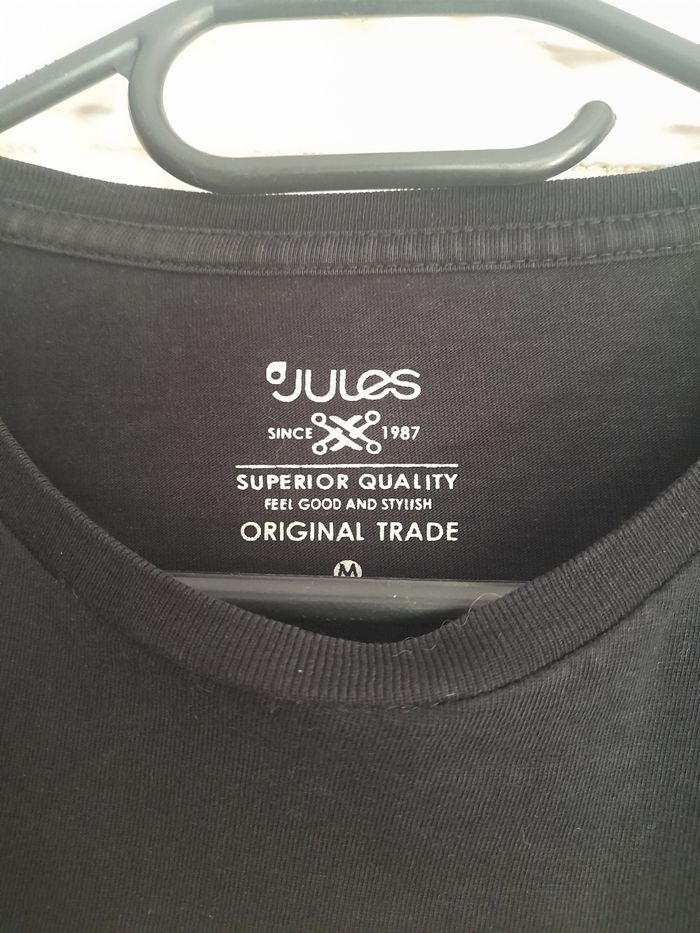 JULES
SINCE 1987
SUPERIOR QUALITY
FEEL GOOD AND STYLISH
ORIGINAL TRADE
M